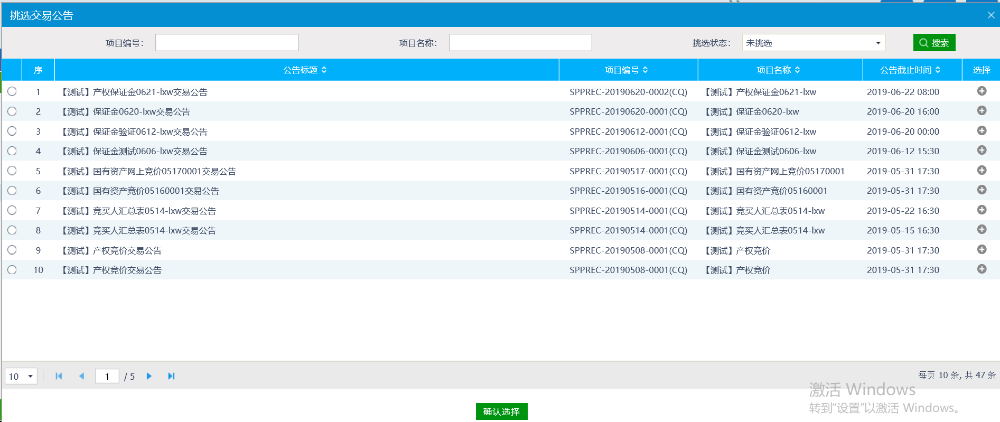 挑选交易公告
项目编号： 项目名称： 挑选状态： 未挑选 搜索
序 公告标题 项目编号 项目名称 公告截止时间 选择
1 【测试】产权保证金0621-lxw交易公告 SPPREC-20190620-0002(CQ) 【测试】产权保证金0621-lxw 2019-06-22 08:00
2 【测试】保证金0620-lxw交易公告 SPPREC-20190620-0001(CQ) 【测试】保证金0620-lxw 2019-06-20 16:00
3 【测试】保证金验证0612-lxw交易公告 SPPREC-20190612-0001(CQ) 【测试】保证金验证0612-lxw 2019-06-20 00:00
4 【测试】保证金测试0606-lxw交易公告 SPPREC-20190606-0001(CQ) 【测试】保证金测试0606-lxw 2019-06-12 15:30
5 【测试】国有资产网上竞价05170001交易公告 SPPREC-20190517-0001(CQ) 【测试】国有资产网上竞价05170001 2019-05-31 17:30
6 【测试】国有资产竞价05160001交易公告 SPPREC-20190516-0001(CQ) 【测试】国有资产竞价05160001 2019-05-31 17:30
7 【测试】竞买人汇总表0514-lxw交易公告 SPPREC-20190514-0001(CQ) 【测试】竞买人汇总表0514-lxw 2019-05-22 16:30
8 【测试】竞买人汇总表0514-lxw交易公告 SPPREC-20190514-0001(CQ) 【测试】竞买人汇总表0514-lxw 2019-05-15 16:30
9 【测试】产权竞价交易公告 SPPREC-20190508-0001(CQ) 【测试】产权竞价 2019-05-31 17:30
10 【测试】产权竞价交易公告 SPPREC-20190508-0001(CQ) 【测试】产权竞价 2019-05-31 17:30
10 1 / 5 每页 10 条, 共 47 条
激活 Windows
转到“设置”以激活 Windows。
确认选择